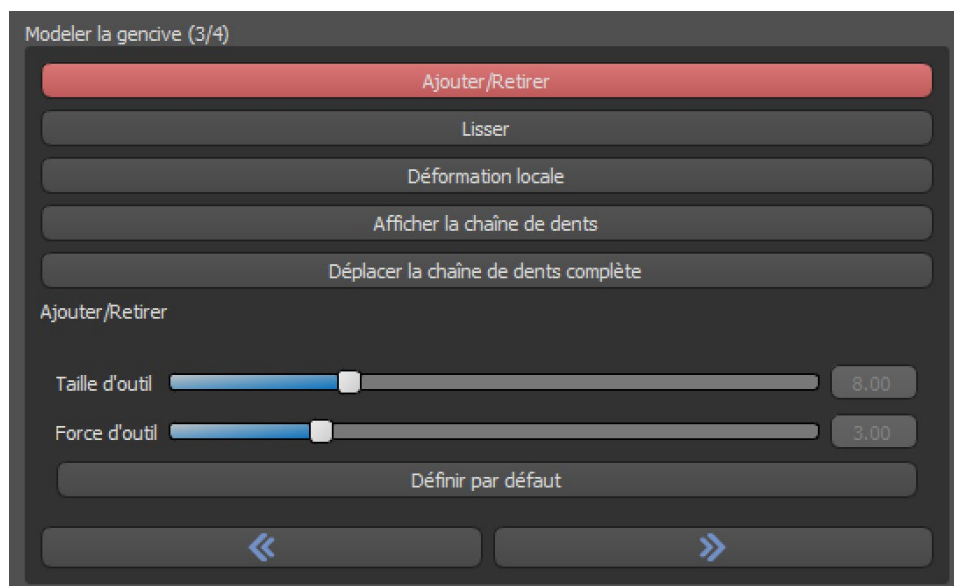 Modeler la gencive (3/4)
Ajouter/Retirer
Lisser
Déformation locale
Afficher la chaîne de dents
Déplacer la chaîne de dents complète
Ajouter/Retirer
Taille d'outil 8.00
Force d'outil 3.00
Définir par défaut